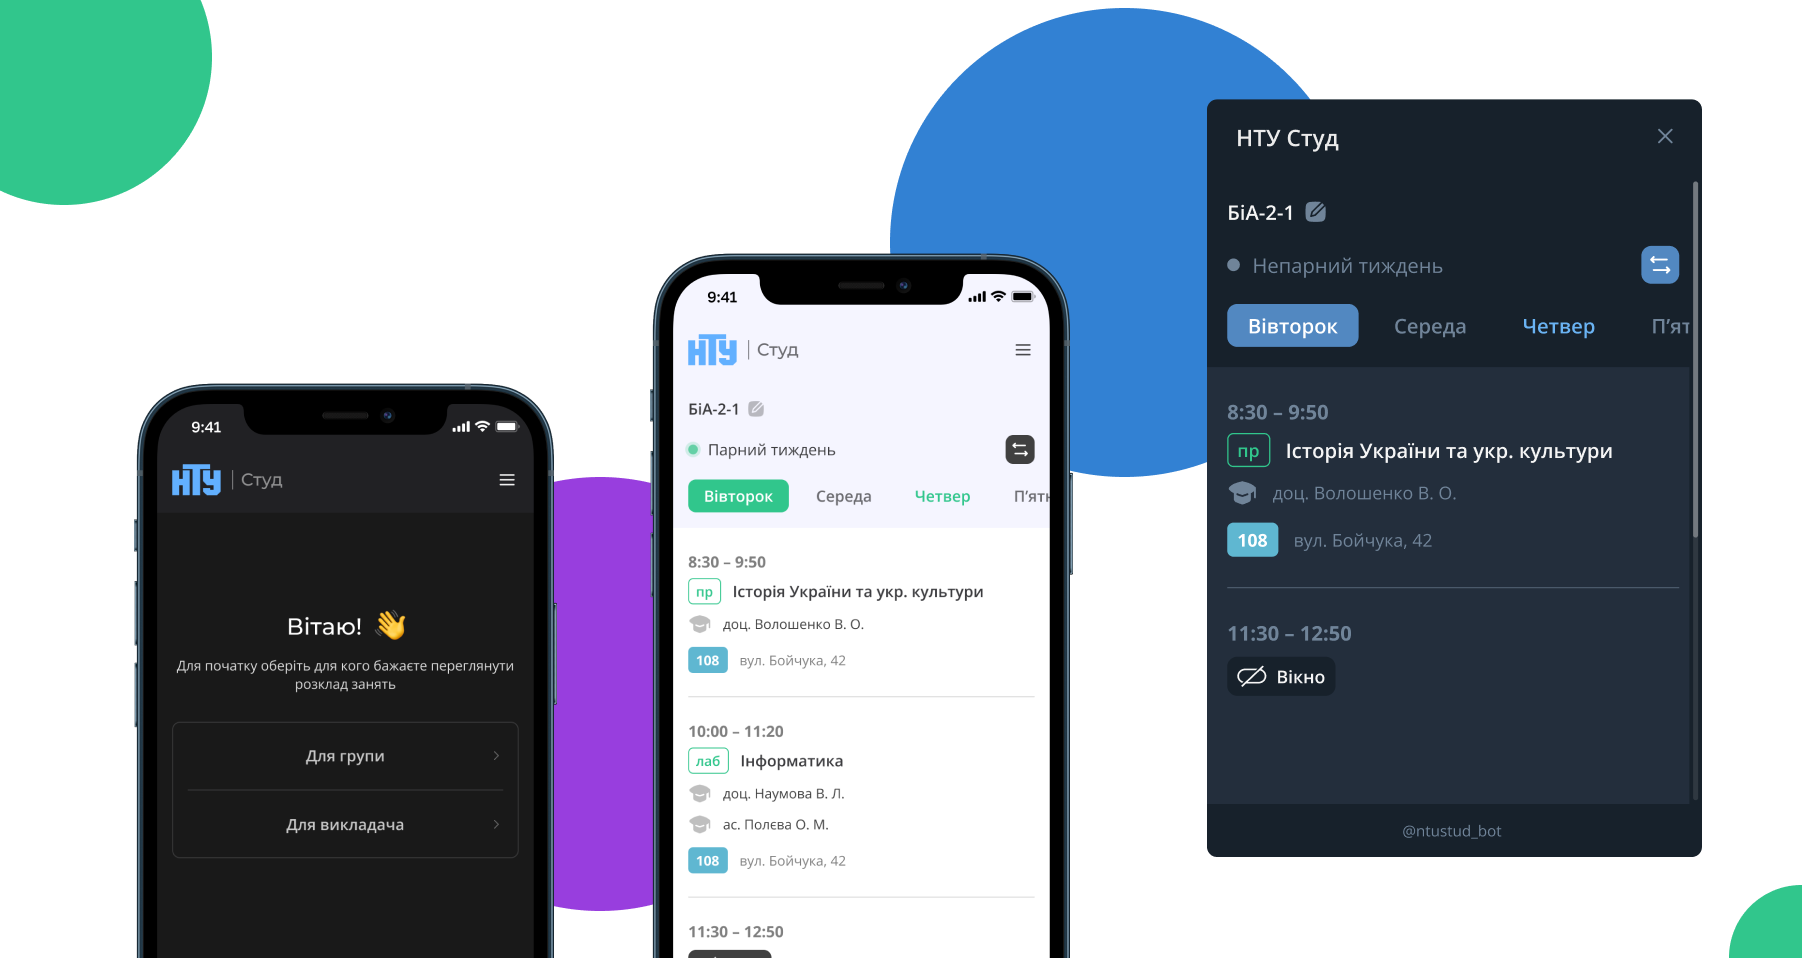 9:41
НТУ | Студ
Вітаю! 👋
Для початку оберіть для кого бажаєте переглянути
розклад занять
Для групи
Для викладача
9:41
НТУ | Студ
БіА-2-1
Парний тиждень
Вівторок Середа Четвер П'ятн
8:30 – 9:50
пр Історія України та укр. культури
доц. Волошенко В. О.
108 вул. Бойчука, 42
10:00 – 11:20
лаб Інформатика
доц. Наумова В. Л.
ас. Полєва О. М.
108 вул. Бойчука, 42
11:30 – 12:50
НТУ Студ
БіА-2-1
Непарний тиждень
Вівторок Середа Четвер П'ят
8:30 – 9:50
пр Історія України та укр. культури
доц. Волошенко В. О.
108 вул. Бойчука, 42
11:30 – 12:50
Вікно
@ntustud_bot